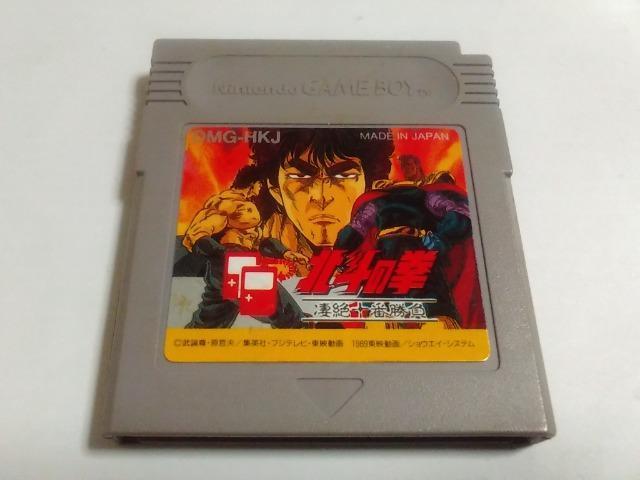 Nintendo GAME BOY™
DMG-HKJ
MADE IN JAPAN
北斗の拳
凄絶十番勝負
©武論尊・原哲夫／集英社・フジテレビ・東映動画 1989東映動画／ショウエイ・システム